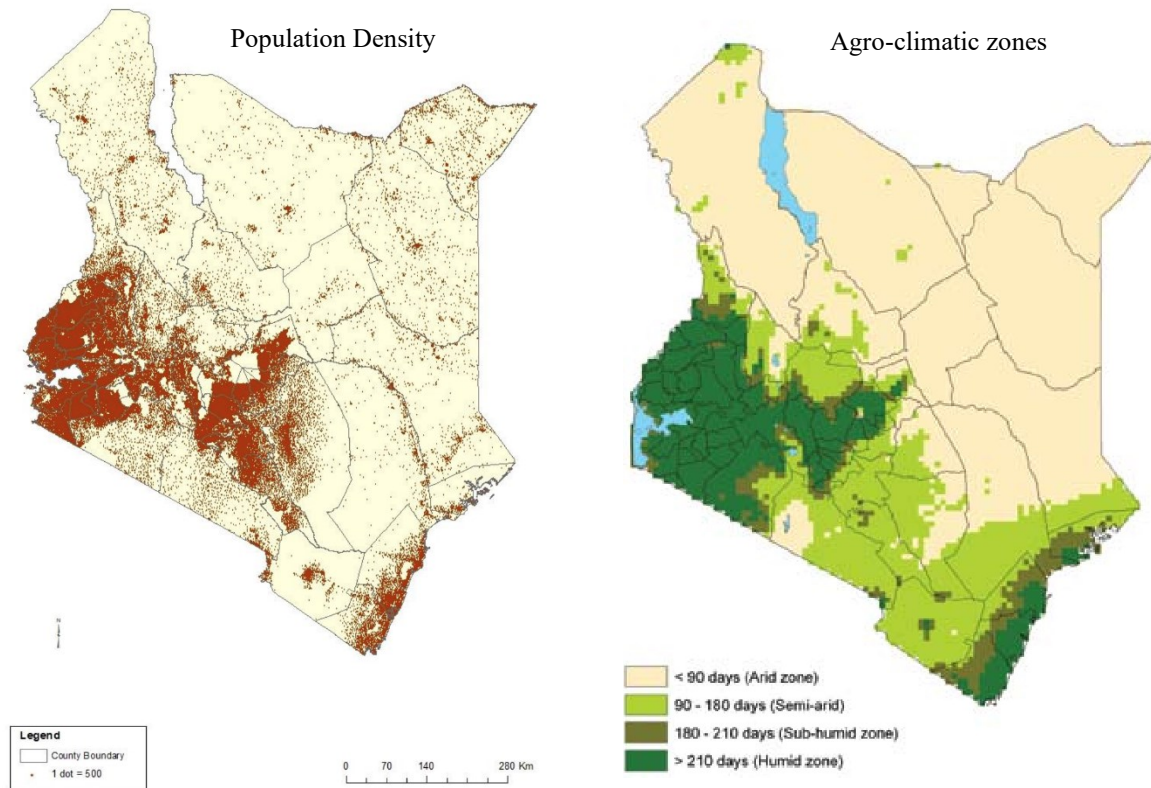 Population Density
Agro-climatic zones
< 90 days (Arid zone)
90 - 180 days (Semi-arid)
180 - 210 days (Sub-humid zone)
> 210 days (Humid zone)
Legend
County Boundary
1 dot = 500
0 70 140 280 Km